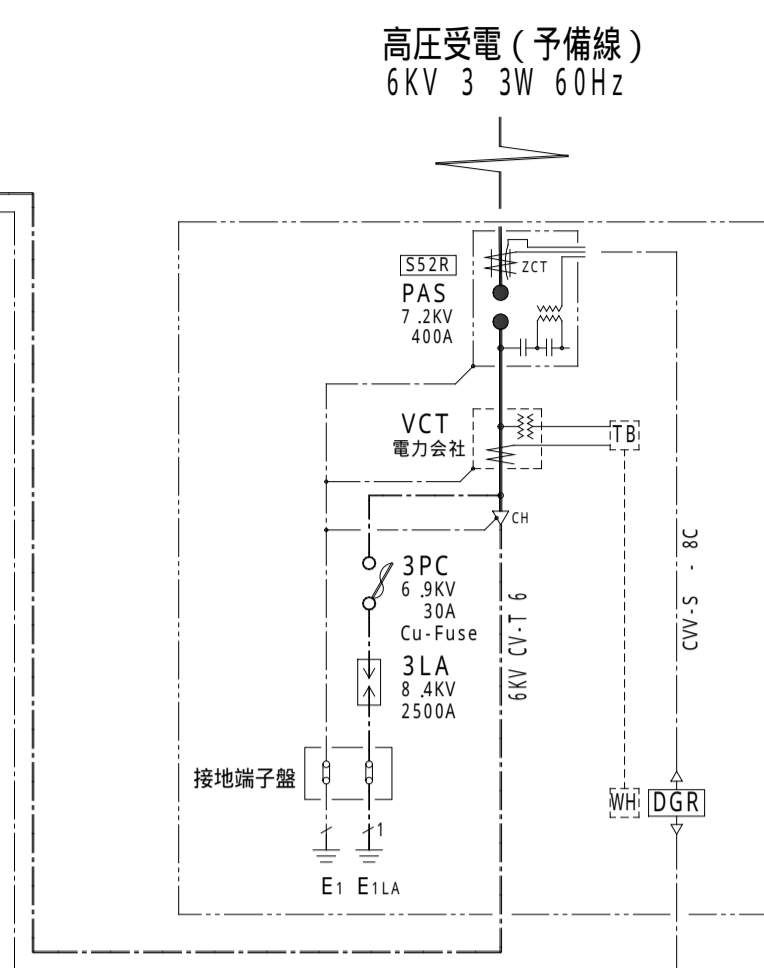 高圧受電(予備線)
6KV 3 3W 60Hz
S52R
ZCT
PAS
7.2KV
400A
VCT
電力会社
TB
CH
3PC
6.9KV
30A
Cu-Fuse
3LA
8.4KV
2500A
6KV CV-T 6
CVV-S - 8C
接地端子盤
WH
DGR
1
E1 E1LA